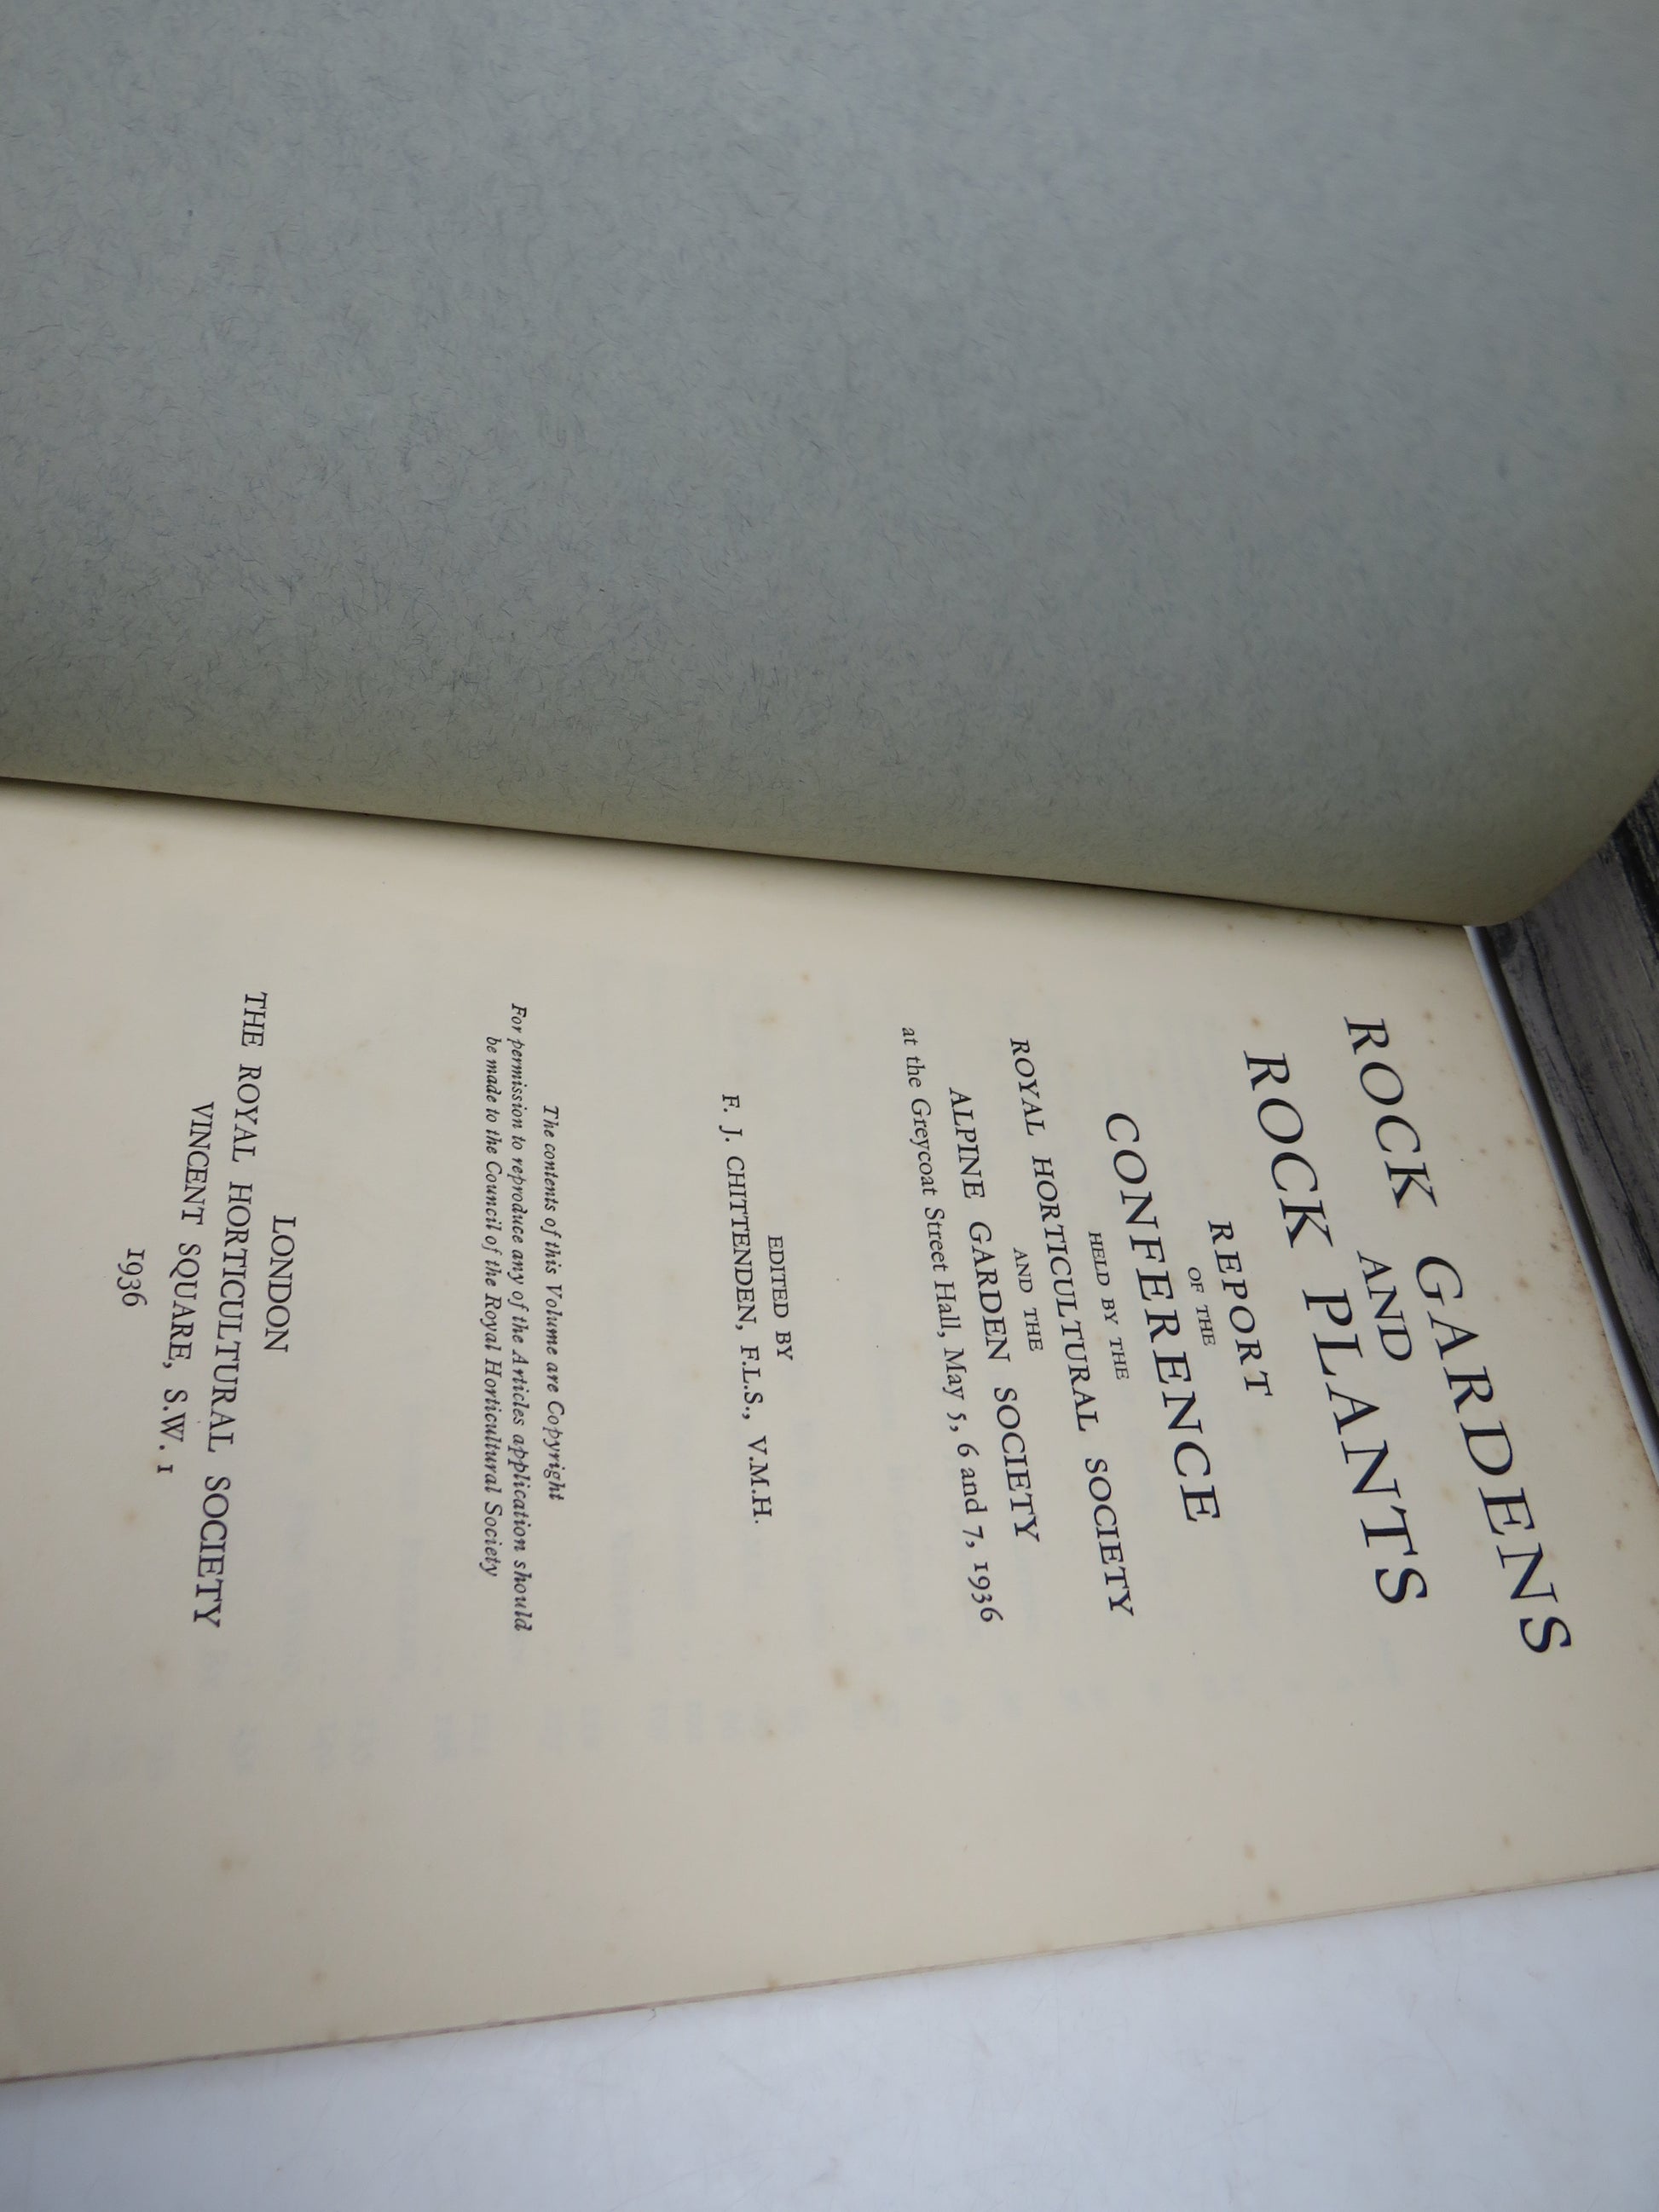 ROCK GARDENS
AND
ROCK PLANTS
REPORT
OF THE
CONFERENCE
HELD BY THE
ROYAL HORTICULTURAL SOCIETY
AND THE
ALPINE GARDEN SOCIETY
at the Greycoat Street Hall, May 5, 6 and 7, 1936
EDITED BY
F. J. CHITTENDEN, F.L.S., V.M.H.
The contents of this Volume are Copyright
For permission to reproduce any of the Articles application should
be made to the Council of the Royal Horticultural Society
LONDON
THE ROYAL HORTICULTURAL SOCIETY
VINCENT SQUARE, S.W. 1
1936